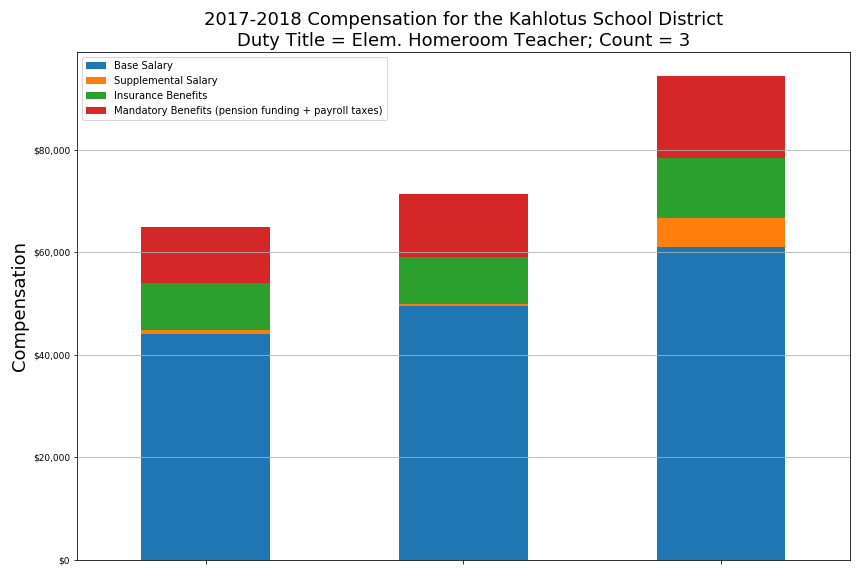 2017-2018 Compensation for the Kahlotus School District
Duty Title = Elem. Homeroom Teacher; Count = 3
Base Salary
Supplemental Salary
Insurance Benefits
Mandatory Benefits (pension funding + payroll taxes)
$80,000
$60,000
$40,000
$20,000
$0
Compensation